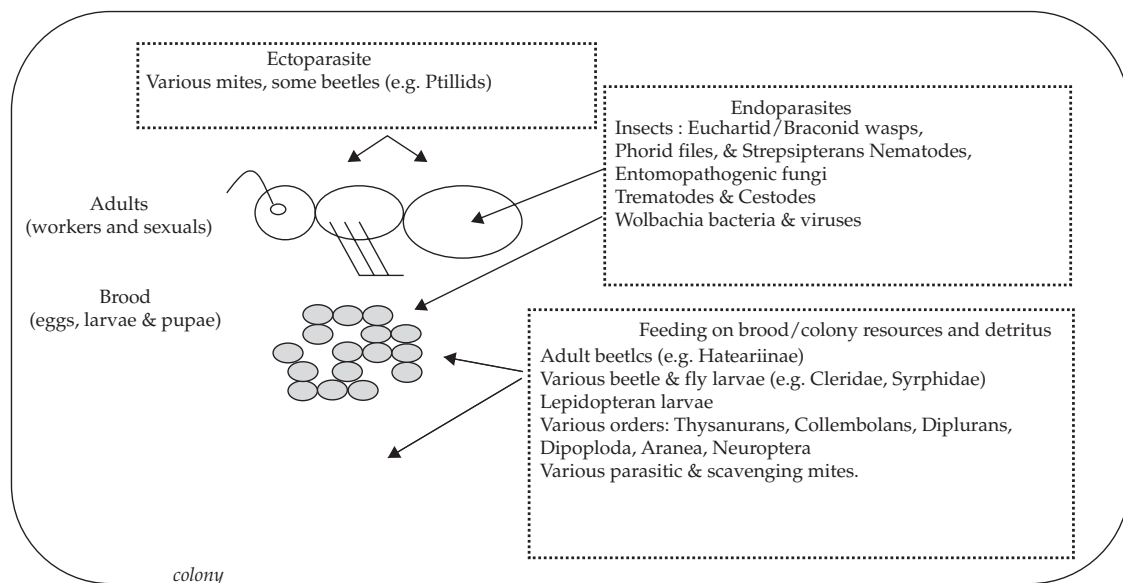 Ectoparasite
Various mites, some beetles (e.g. Ptillids)
Endoparasites
Insects : Euchartid/Braconid wasps,
Phorid files, & Strepsipterans Nematodes,
Entomopathogenic fungi
Trematodes & Cestodes
Wolbachia bacteria & viruses
Adults
(workers and sexuals)
Brood
(eggs, larvae & pupae)
Feeding on brood/colony resources and detritus
Adult beetlcs (e.g. Hateariinae)
Various beetle & fly larvae (e.g. Cleridae, Syrphidae)
Lepidopteran larvae
Various orders: Thysanurans, Collembolans, Diplurans,
Dipoploda, Aranea, Neuroptera
Various parasitic & scavenging mites.
colony